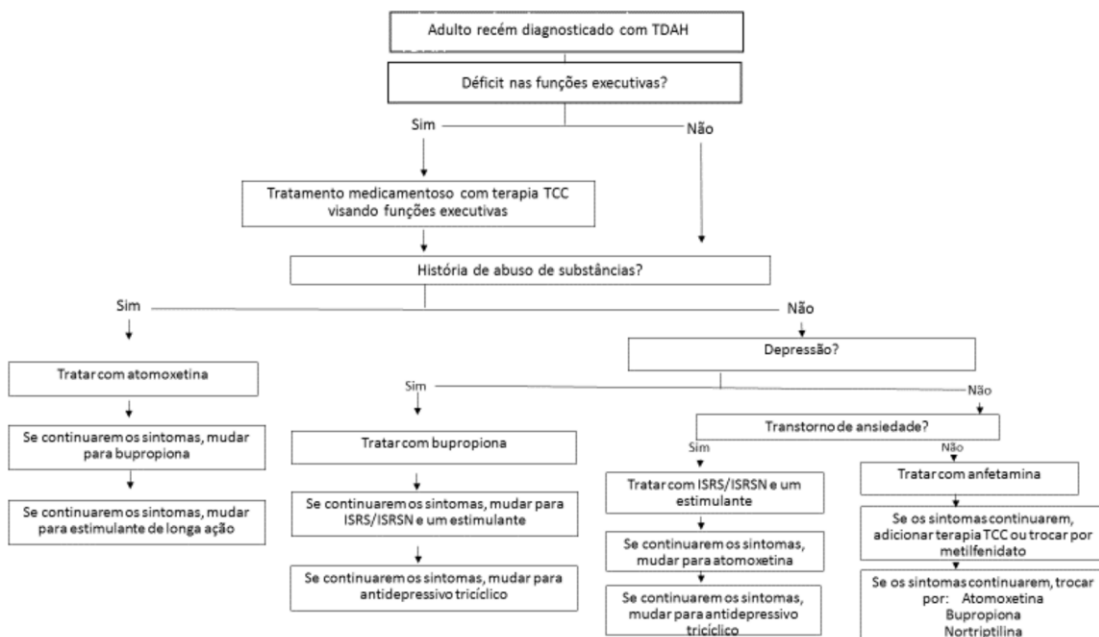 Adulto recém diagnosticado com TDAH
Déficit nas funções executivas?
Sim
Não
Tratamento medicamentoso com terapia TCC
visando funções executivas
História de abuso de substâncias?
Sim
Não
Depressão?
Tratar com atomoxetina
Sim
Não
Se continuarem os sintomas, mudar
para bupropiona
Tratar com bupropiona
Transtorno de ansiedade?
Sim
Não
Se continuarem os sintomas, mudar
para estimulante de longa ação
Se continuarem os sintomas, mudar para
ISRS/ISRSN e um estimulante
Tratar com ISRS/ISRSN e um
estimulante
Tratar com anfetamina
Se continuarem os sintomas,
mudar para atomoxetina
Se os sintomas continuarem,
adicionar terapia TCC ou trocar por
metilfenidato
Se continuarem os sintomas, mudar para
antidepressivo tricíclico
Se continuarem os sintomas,
mudar para antidepressivo
tricíclico
Se os sintomas continuarem, trocar
por: Atomoxetina
Bupropiona
Nortriptilina